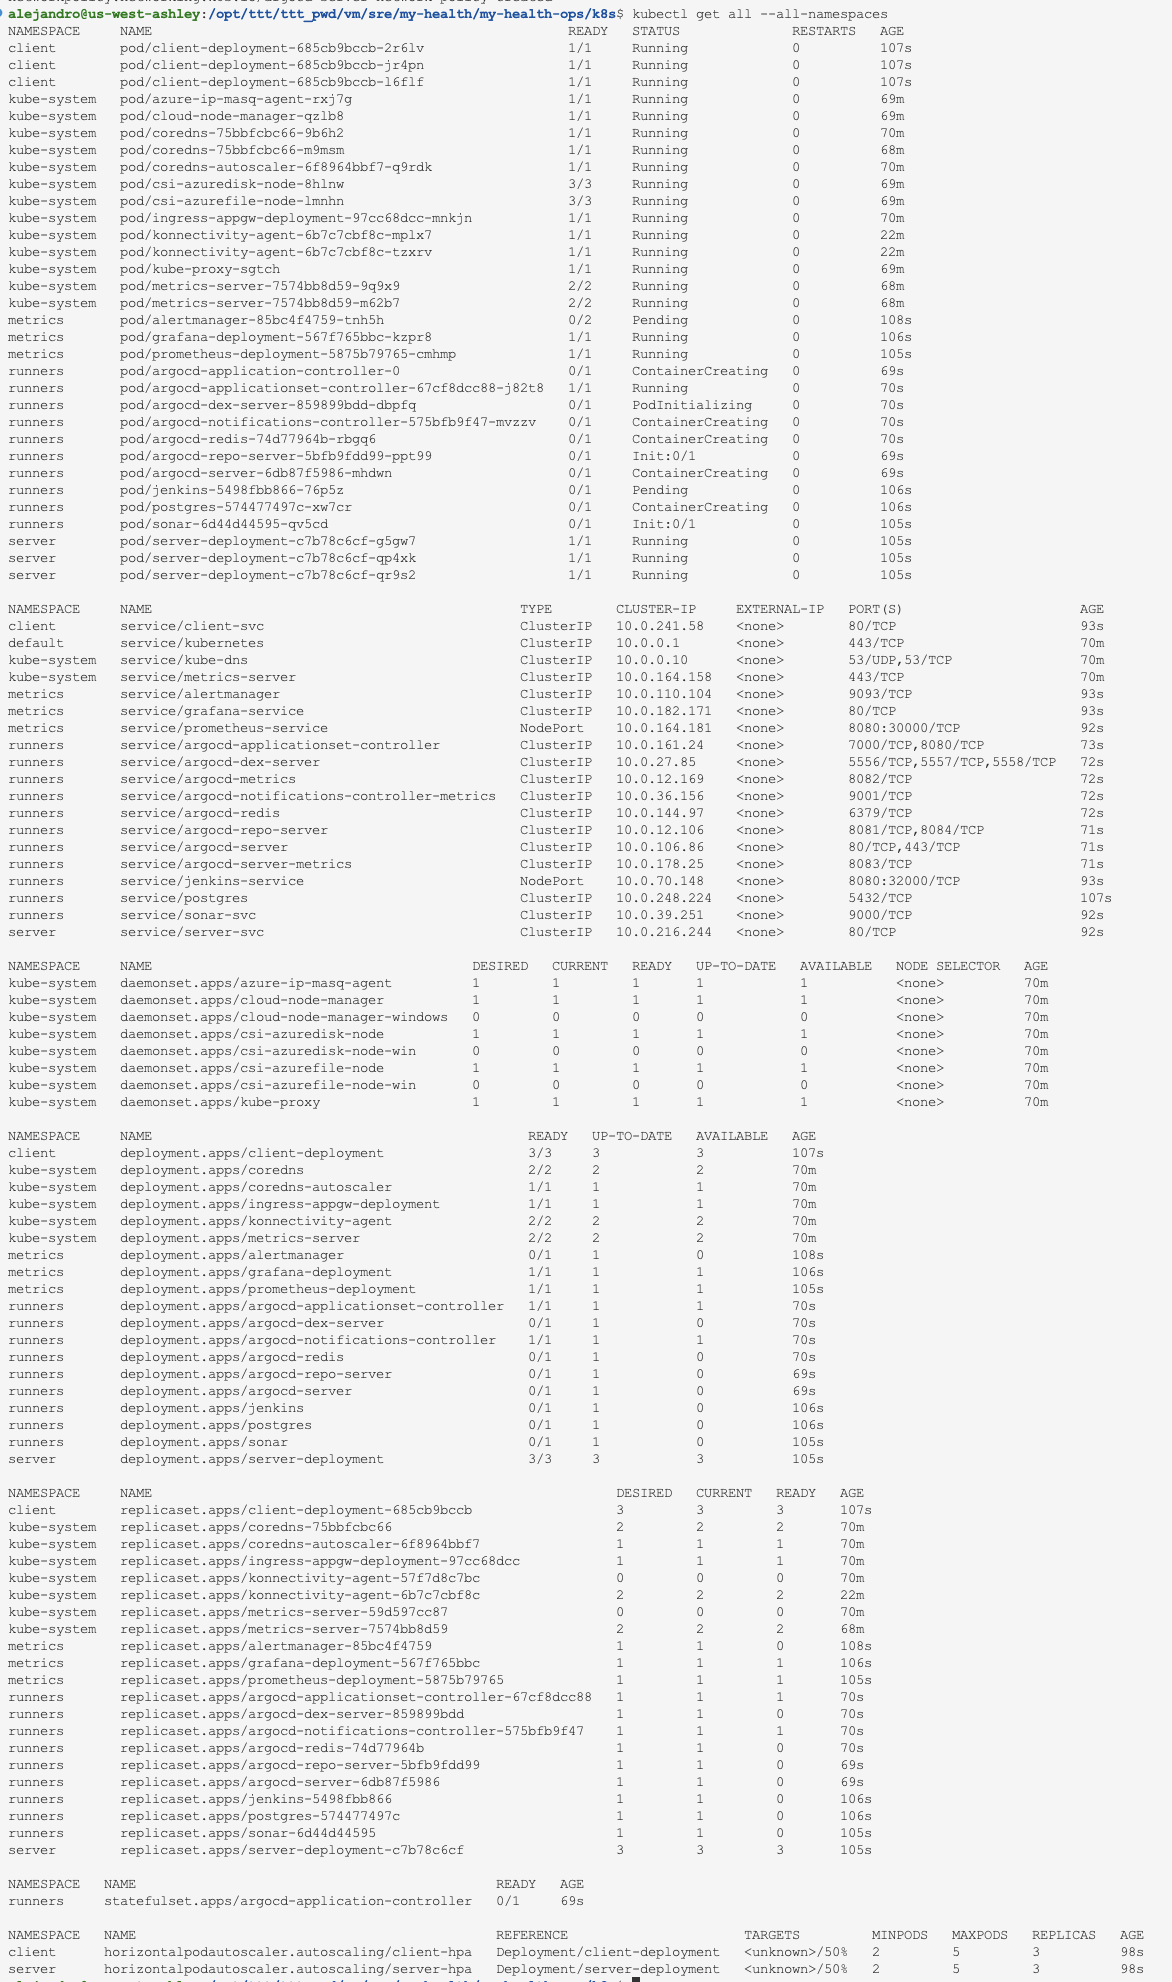 alejandro@us-west-ashley:/opt/ttt/ttt_pwd/vm/sre/my-health/my-health-ops/k8s$ kubectl get all --all-namespaces
NAMESPACE NAME READY STATUS RESTARTS AGE
client pod/client-deployment-685cb9bccb-2r6lv 1/1 Running 0 107s
client pod/client-deployment-685cb9bccb-jr4pn 1/1 Running 0 107s
client pod/client-deployment-685cb9bccb-l6flf 1/1 Running 0 107s
kube-system pod/azure-ip-masq-agent-rxj7g 1/1 Running 0 69m
kube-system pod/cloud-node-manager-qzlb8 1/1 Running 0 69m
kube-system pod/coredns-75bbfcbc66-9b6h2 1/1 Running 0 70m
kube-system pod/coredns-75bbfcbc66-m9msm 1/1 Running 0 68m
kube-system pod/coredns-autoscaler-6f8964bbf7-q9rdk 1/1 Running 0 70m
kube-system pod/csi-azuredisk-node-8hlnw 3/3 Running 0 69m
kube-system pod/csi-azurefile-node-lmnhn 3/3 Running 0 69m
kube-system pod/ingress-appgw-deployment-97cc68dcc-mnkjn 1/1 Running 0 70m
kube-system pod/konnectivity-agent-6b7c7cbf8c-mplx7 1/1 Running 0 22m
kube-system pod/konnectivity-agent-6b7c7cbf8c-tzxrv 1/1 Running 0 22m
kube-system pod/kube-proxy-sgtch 1/1 Running 0 69m
kube-system pod/metrics-server-7574bb8d59-9q9x9 2/2 Running 0 68m
kube-system pod/metrics-server-7574bb8d59-m62b7 2/2 Running 0 68m
metrics pod/alertmanager-85bc4f4759-tnh5h 0/2 Pending 0 108s
metrics pod/grafana-deployment-567f765bbc-kzpr8 1/1 Running 0 106s
metrics pod/prometheus-deployment-5875b79765-cmhmp 1/1 Running 0 105s
runners pod/argocd-application-controller-0 0/1 ContainerCreating 0 69s
runners pod/argocd-applicationset-controller-67cf8dcc88-j82t8 1/1 Running 0 70s
runners pod/argocd-dex-server-859899bdd-dbpfq 0/1 PodInitializing 0 70s
runners pod/argocd-notifications-controller-575bfb9f47-mvzzv 0/1 ContainerCreating 0 70s
runners pod/argocd-redis-74d77964b-rbgq6 0/1 ContainerCreating 0 70s
runners pod/argocd-repo-server-5bfb9fdd99-ppt99 0/1 Init:0/1 0 69s
runners pod/argocd-server-6db87f5986-mhdwn 0/1 ContainerCreating 0 69s
runners pod/jenkins-5498fbb866-76p5z 0/1 Pending 0 106s
runners pod/postgres-574477497c-xw7cr 0/1 ContainerCreating 0 106s
runners pod/sonar-6d44d44595-qv5cd 0/1 Init:0/1 0 105s
server pod/server-deployment-c7b78c6cf-g5gw7 1/1 Running 0 105s
server pod/server-deployment-c7b78c6cf-qp4xk 1/1 Running 0 105s
server pod/server-deployment-c7b78c6cf-qr9s2 1/1 Running 0 105s
NAMESPACE NAME TYPE CLUSTER-IP EXTERNAL-IP PORT(S) AGE
client service/client-svc ClusterIP 10.0.241.58 <none> 80/TCP 93s
default service/kubernetes ClusterIP 10.0.0.1 <none> 443/TCP 70m
kube-system service/kube-dns ClusterIP 10.0.0.10 <none> 53/UDP,53/TCP 70m
kube-system service/metrics-server ClusterIP 10.0.164.158 <none> 443/TCP 70m
metrics service/alertmanager ClusterIP 10.0.110.104 <none> 9093/TCP 93s
metrics service/grafana-service ClusterIP 10.0.182.171 <none> 80/TCP 93s
metrics service/prometheus-service NodePort 10.0.164.181 <none> 8080:30000/TCP 92s
runners service/argocd-applicationset-controller ClusterIP 10.0.161.24 <none> 7000/TCP,8080/TCP 73s
runners service/argocd-dex-server ClusterIP 10.0.27.85 <none> 5556/TCP,5557/TCP,5558/TCP 72s
runners service/argocd-metrics ClusterIP 10.0.12.169 <none> 8082/TCP 72s
runners service/argocd-notifications-controller-metrics ClusterIP 10.0.36.156 <none> 9001/TCP 72s
runners service/argocd-redis ClusterIP 10.0.144.97 <none> 6379/TCP 72s
runners service/argocd-repo-server ClusterIP 10.0.12.106 <none> 8081/TCP,8084/TCP 71s
runners service/argocd-server ClusterIP 10.0.106.86 <none> 80/TCP,443/TCP 71s
runners service/argocd-server-metrics ClusterIP 10.0.178.25 <none> 8083/TCP 71s
runners service/jenkins-service NodePort 10.0.70.148 <none> 8080:32000/TCP 93s
runners service/postgres ClusterIP 10.0.248.224 <none> 5432/TCP 107s
runners service/sonar-svc ClusterIP 10.0.39.251 <none> 9000/TCP 92s
server service/server-svc ClusterIP 10.0.216.244 <none> 80/TCP 92s
NAMESPACE NAME DESIRED CURRENT READY UP-TO-DATE AVAILABLE NODE SELECTOR AGE
kube-system daemonset.apps/azure-ip-masq-agent 1 1 1 1 1 <none> 70m
kube-system daemonset.apps/cloud-node-manager 1 1 1 1 1 <none> 70m
kube-system daemonset.apps/cloud-node-manager-windows 0 0 0 0 0 <none> 70m
kube-system daemonset.apps/csi-azuredisk-node 1 1 1 1 1 <none> 70m
kube-system daemonset.apps/csi-azuredisk-node-win 0 0 0 0 0 <none> 70m
kube-system daemonset.apps/csi-azurefile-node 1 1 1 1 1 <none> 70m
kube-system daemonset.apps/csi-azurefile-node-win 0 0 0 0 0 <none> 70m
kube-system daemonset.apps/kube-proxy 1 1 1 1 1 <none> 70m
NAMESPACE NAME READY UP-TO-DATE AVAILABLE AGE
client deployment.apps/client-deployment 3/3 3 3 107s
kube-system deployment.apps/coredns 2/2 2 2 70m
kube-system deployment.apps/coredns-autoscaler 1/1 1 1 70m
kube-system deployment.apps/ingress-appgw-deployment 1/1 1 1 70m
kube-system deployment.apps/konnectivity-agent 2/2 2 2 70m
kube-system deployment.apps/metrics-server 2/2 2 2 70m
metrics deployment.apps/alertmanager 0/1 1 0 108s
metrics deployment.apps/grafana-deployment 1/1 1 1 106s
metrics deployment.apps/prometheus-deployment 1/1 1 1 105s
runners deployment.apps/argocd-applicationset-controller 1/1 1 1 70s
runners deployment.apps/argocd-dex-server 0/1 1 0 70s
runners deployment.apps/argocd-notifications-controller 1/1 1 1 70s
runners deployment.apps/argocd-redis 0/1 1 0 70s
runners deployment.apps/argocd-repo-server 0/1 1 0 69s
runners deployment.apps/argocd-server 0/1 1 0 69s
runners deployment.apps/jenkins 0/1 1 0 106s
runners deployment.apps/postgres 0/1 1 0 106s
runners deployment.apps/sonar 0/1 1 0 105s
server deployment.apps/server-deployment 3/3 3 3 105s
NAMESPACE NAME DESIRED CURRENT READY AGE
client replicaset.apps/client-deployment-685cb9bccb 3 3 3 107s
kube-system replicaset.apps/coredns-75bbfcbc66 2 2 2 70m
kube-system replicaset.apps/coredns-autoscaler-6f8964bbf7 1 1 1 70m
kube-system replicaset.apps/ingress-appgw-deployment-97cc68dcc 1 1 1 70m
kube-system replicaset.apps/konnectivity-agent-57f7d8c7bc 0 0 0 70m
kube-system replicaset.apps/konnectivity-agent-6b7c7cbf8c 2 2 2 22m
kube-system replicaset.apps/metrics-server-59d597cc87 0 0 0 70m
kube-system replicaset.apps/metrics-server-7574bb8d59 2 2 2 68m
metrics replicaset.apps/alertmanager-85bc4f4759 1 1 0 108s
metrics replicaset.apps/grafana-deployment-567f765bbc 1 1 1 106s
metrics replicaset.apps/prometheus-deployment-5875b79765 1 1 1 105s
runners replicaset.apps/argocd-applicationset-controller-67cf8dcc88 1 1 1 70s
runners replicaset.apps/argocd-dex-server-859899bdd 1 1 0 70s
runners replicaset.apps/argocd-notifications-controller-575bfb9f47 1 1 1 70s
runners replicaset.apps/argocd-redis-74d77964b 1 1 0 70s
runners replicaset.apps/argocd-repo-server-5bfb9fdd99 1 1 0 69s
runners replicaset.apps/argocd-server-6db87f5986 1 1 0 69s
runners replicaset.apps/jenkins-5498fbb866 1 1 0 106s
runners replicaset.apps/postgres-574477497c 1 1 0 106s
runners replicaset.apps/sonar-6d44d44595 1 1 0 105s
server replicaset.apps/server-deployment-c7b78c6cf 3 3 3 105s
NAMESPACE NAME READY AGE
runners statefulset.apps/argocd-application-controller 0/1 69s
NAMESPACE NAME REFERENCE TARGETS MINPODS MAXPODS REPLICAS AGE
client horizontalpodautoscaler.autoscaling/client-hpa Deployment/client-deployment <unknown>/50% 2 5 3 98s
server horizontalpodautoscaler.autoscaling/server-hpa Deployment/server-deployment <unknown>/50% 2 5 3 98s